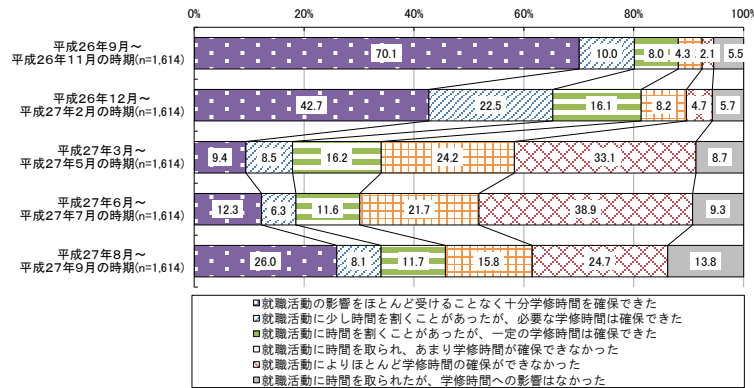 0% 20% 40% 60% 80% 100%
平成26年9月～
平成26年11月の時期(n=1,614)
70.1 10.0 8.0 4.3 2.1 5.5
平成26年12月～
平成27年2月の時期(n=1,614)
42.7 22.5 16.1 8.2 4.7 5.7
平成27年3月～
平成27年5月の時期(n=1,614)
9.4 8.5 16.2 24.2 33.1 8.7
平成27年6月～
平成27年7月の時期(n=1,614)
12.3 6.3 11.6 21.7 38.9 9.3
平成27年8月～
平成27年9月の時期(n=1,614)
26.0 8.1 11.7 15.8 24.7 13.8
就職活動の影響をほとんど受けることなく十分学修時間を確保できた
就職活動に少し時間を割くことがあったが、必要な学修時間は確保できた
就職活動に時間を割くことがあったが、一定の学修時間は確保できた
就職活動に時間を取られ、あまり学修時間が確保できなかった
就職活動によりほとんど学修時間の確保ができなかった
就職活動に時間を取られたが、学修時間への影響はなかった